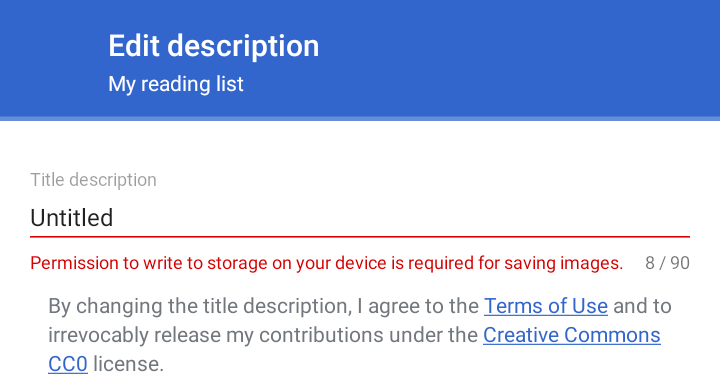 Edit description
My reading list
Title description
Untitled
Permission to write to storage on your device is required for saving images. 8 / 90
By changing the title description, I agree to the Terms of Use and to
irrevocably release my contributions under the Creative Commons
CC0 license.